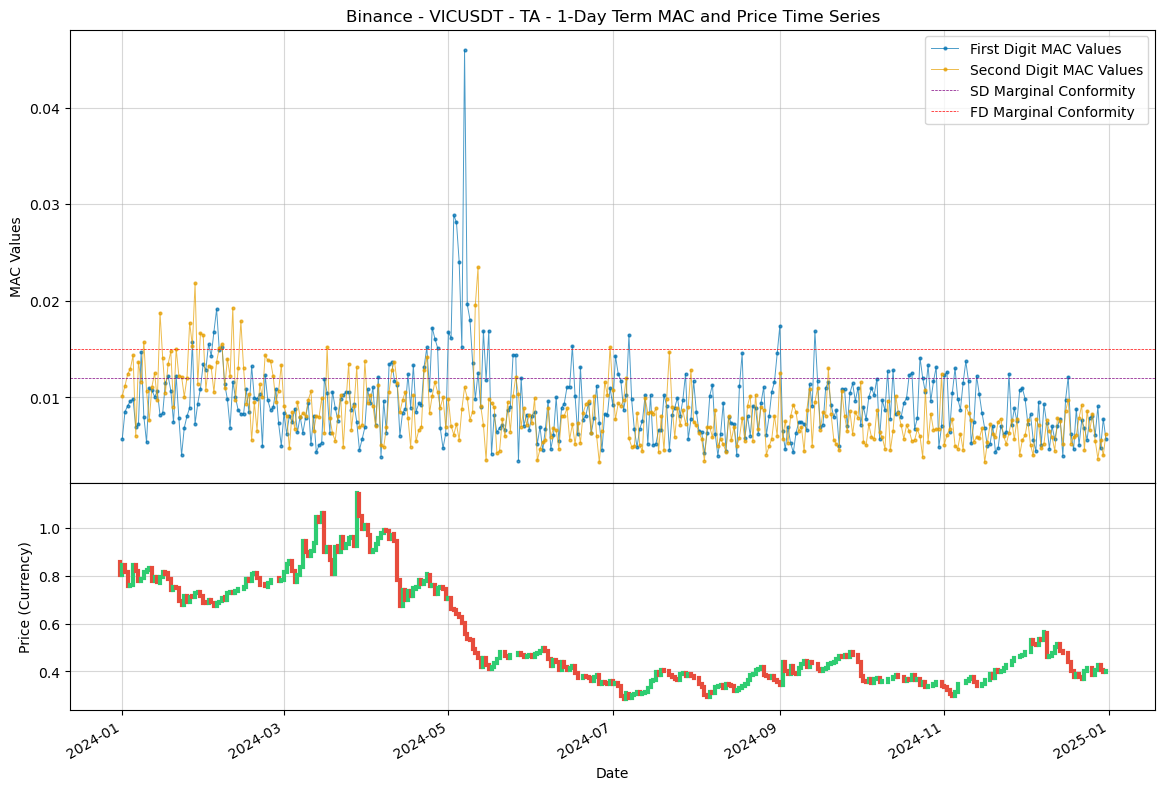 Binance - VICUSDT - TA - 1-Day Term MAC and Price Time Series
First Digit MAC Values
Second Digit MAC Values
SD Marginal Conformity
FD Marginal Conformity
MAC Values
0.04
0.03
0.02
0.01
Price (Currency)
1.0
0.8
0.6
0.4
2024-01
2024-03
2024-05
2024-07
2024-09
2024-11
2025-01
Date